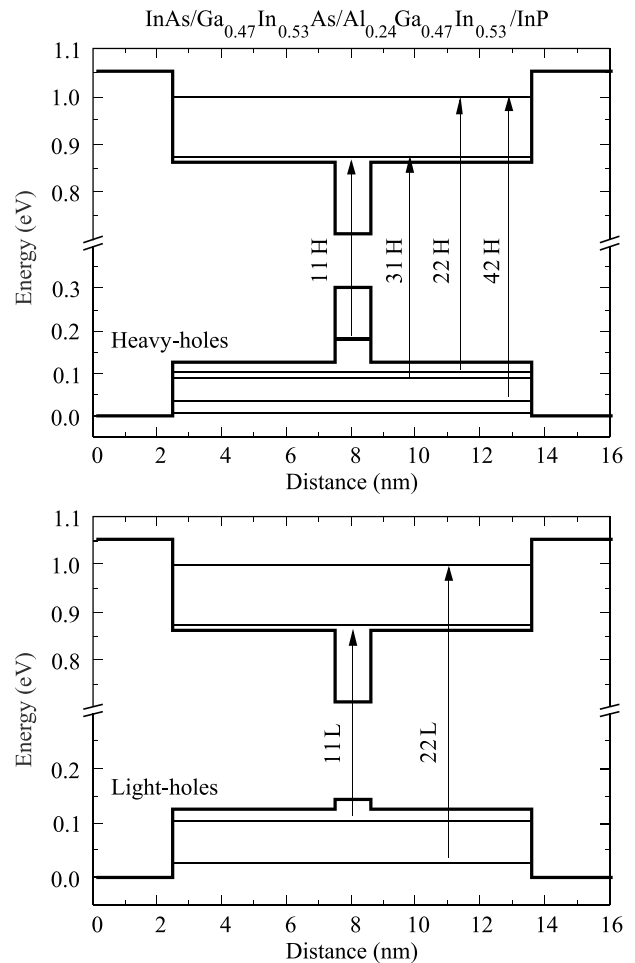 InAs/Ga0.47In0.53As/Al0.24Ga0.47In0.53/InP
1.1
1.0
0.9
0.8
0.3
0.2
0.1
0.0
Energy (eV)
11 H
31 H
22 H
42 H
Heavy-holes
0 2 4 6 8 10 12 14 16
Distance (nm)
1.1
1.0
0.9
0.8
0.2
0.1
0.0
Energy (eV)
11 L
22 L
Light-holes
0 2 4 6 8 10 12 14 16
Distance (nm)